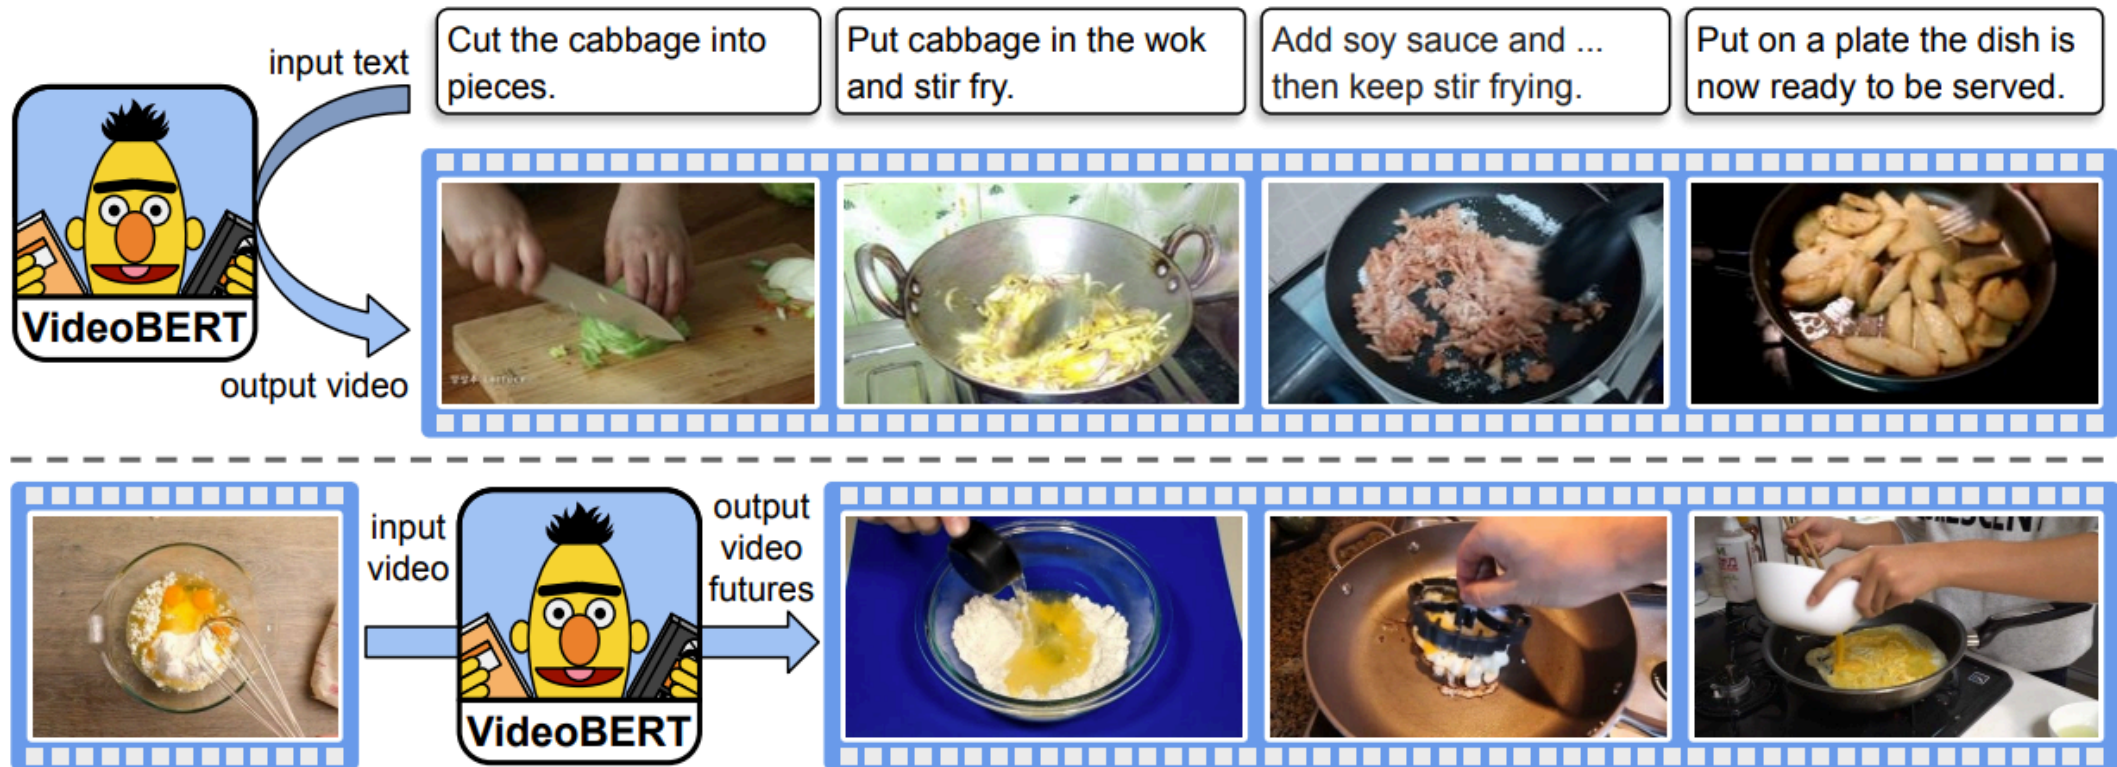 input text
Cut the cabbage into
pieces.
Put cabbage in the wok
and stir fry.
Add soy sauce and ...
then keep stir frying.
Put on a plate the dish is
now ready to be served.
VideoBERT
output video
input
video
VideoBERT
output
video
futures